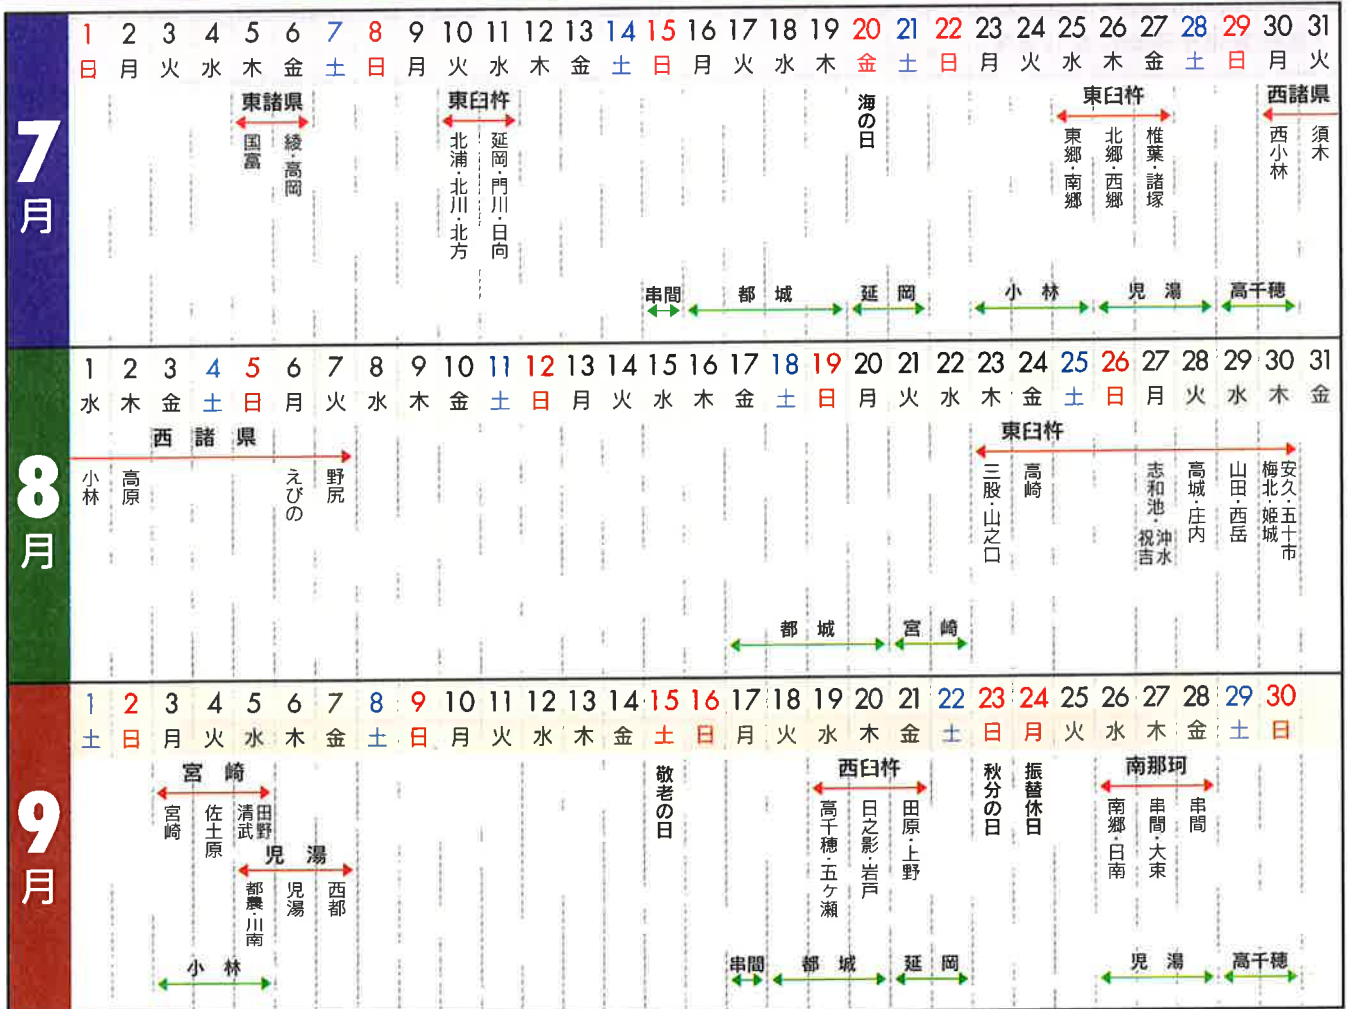 7月
1 2 3 4 5 6 7 8 9 10 11 12 13 14 15 16 17 18 19 20 21 22 23 24 25 26 27 28 29 30 31
日 月 火 水 木 金 土 日 月 火 水 木 金 土 日 月 火 水 木 金 土 日 月 火 水 木 金 土 日 月 火
東諸県 東臼杵 東臼杵 西諸県
国富
綾・高岡
北浦・北川・北方
延岡・門川・日向
海の日
東郷・南郷
北郷・西郷
椎葉・諸塚
西小林
須木
串間 都城 延岡 小林 児湯 高千穂
8月
1 2 3 4 5 6 7 8 9 10 11 12 13 14 15 16 17 18 19 20 21 22 23 24 25 26 27 28 29 30 31
水 木 金 土 日 月 火 水 木 金 土 日 月 火 水 木 金 土 日 月 火 水 木 金 土 日 月 火 水 木 金
西諸県 東臼杵
小林
高原
えびの
野尻
三股・山之口
高崎
志和池・沖水
祝吉
高城・庄内
山田・西岳
安久・五十市
梅北・姫城
都城 宮崎
9月
1 2 3 4 5 6 7 8 9 10 11 12 13 14 15 16 17 18 19 20 21 22 23 24 25 26 27 28 29 30
土 日 月 火 水 木 金 土 日 月 火 水 木 金 土 日 月 火 水 木 金 土 日 月 火 水 木 金 土 日
宮崎 西臼杵 南那珂
宮崎
佐土原
田野
清武
児湯
都農・川南
児湯
西都
敬老の日
高千穂・五ヶ瀬
日之影・岩戸
田原・上野
秋分の日
振替休日
南郷・日南
串間・大束
串間
小林 串間 都城 延岡 児湯 高千穂